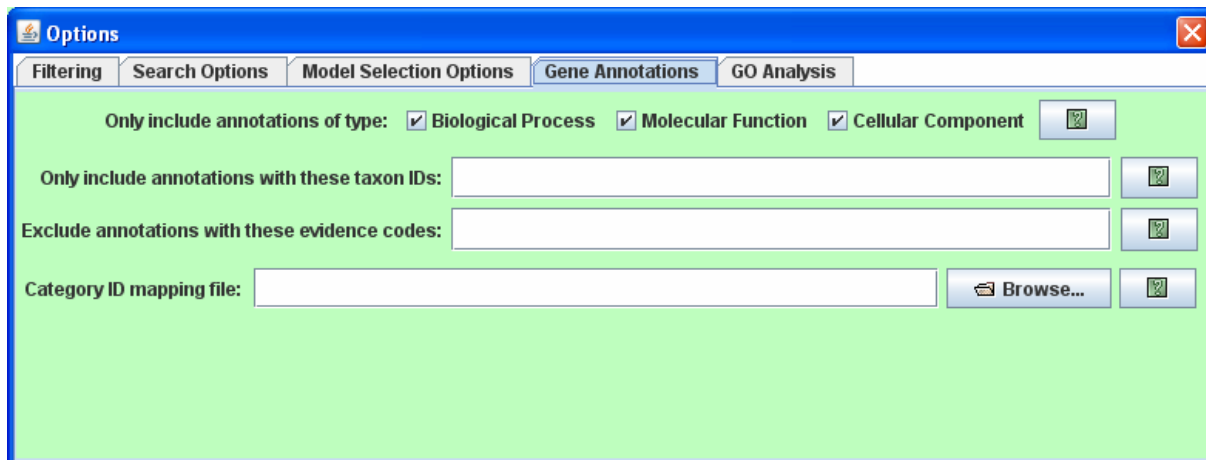 Options
Filtering Search Options Model Selection Options Gene Annotations GO Analysis
Only include annotations of type: Biological Process Molecular Function Cellular Component
Only include annotations with these taxon IDs:
Exclude annotations with these evidence codes:
Category ID mapping file: Browse...